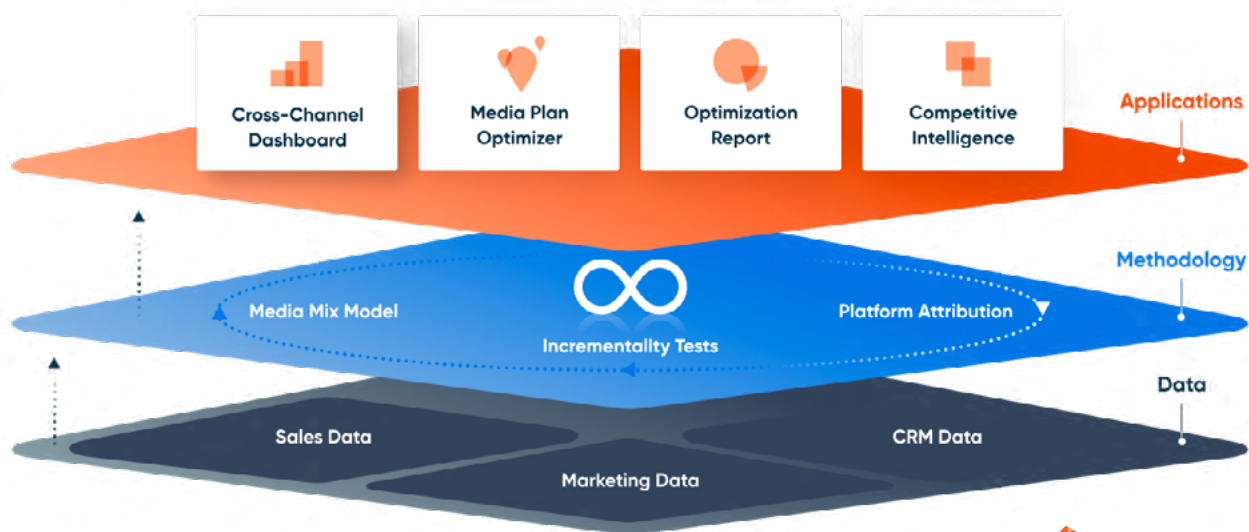 Cross-Channel
Dashboard
Media Plan
Optimizer
Optimization
Report
Competitive
Intelligence
Applications
Methodology
Media Mix Model
Platform Attribution
Incrementality Tests
Data
Sales Data
CRM Data
Marketing Data